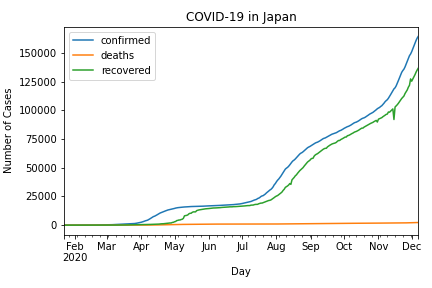 COVID-19 in Japan
confirmed
deaths
recovered
Number of Cases
150000
125000
100000
75000
50000
25000
0
Feb Mar Apr May Jun Jul Aug Sep Oct Nov Dec
2020
Day